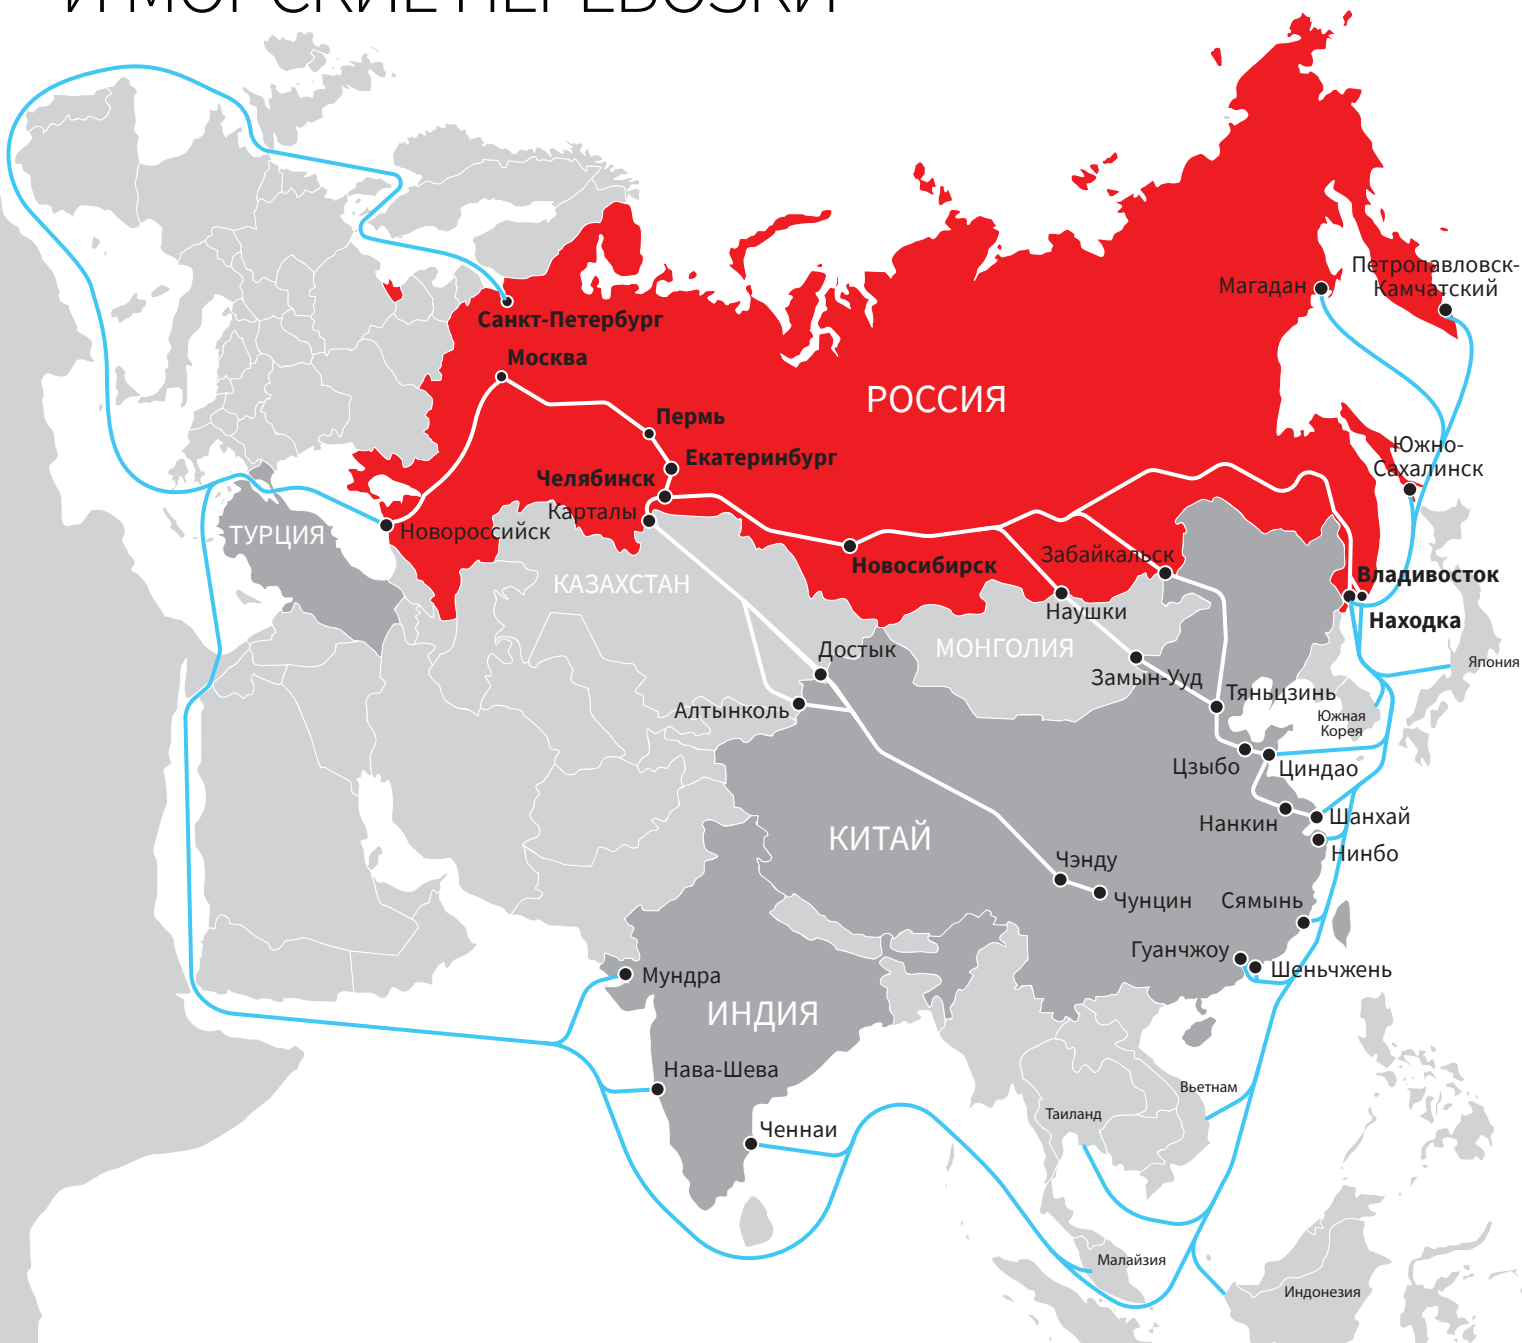 И МОРСКИЕ ПЕРЕВОЗКИ
Петропавловск-
Камчатский
Магадан
Санкт-Петербург
Москва
РОССИЯ
Пермь
Екатеринбург
Челябинск
Карталы
Южно-
Сахалинск
ТУРЦИЯ
Новороссийск
Новосибирск
Забайкальск
КАЗАХСТАН
Наушки
Владивосток
Находка
МОНГОЛИЯ
Достык
Япония
Замын-Ууд
Тяньцзинь
Алтынколь
Южная
Корея
Цзыбо
Циндао
Нанкин
Шанхай
КИТАЙ
Нинбо
Чэнду
Чунцин
Сямынь
Гуанчжоу
Шеньчжень
Мундра
ИНДИЯ
Нава-Шева
Вьетнам
Таиланд
Ченнаи
Малайзия
Индонезия